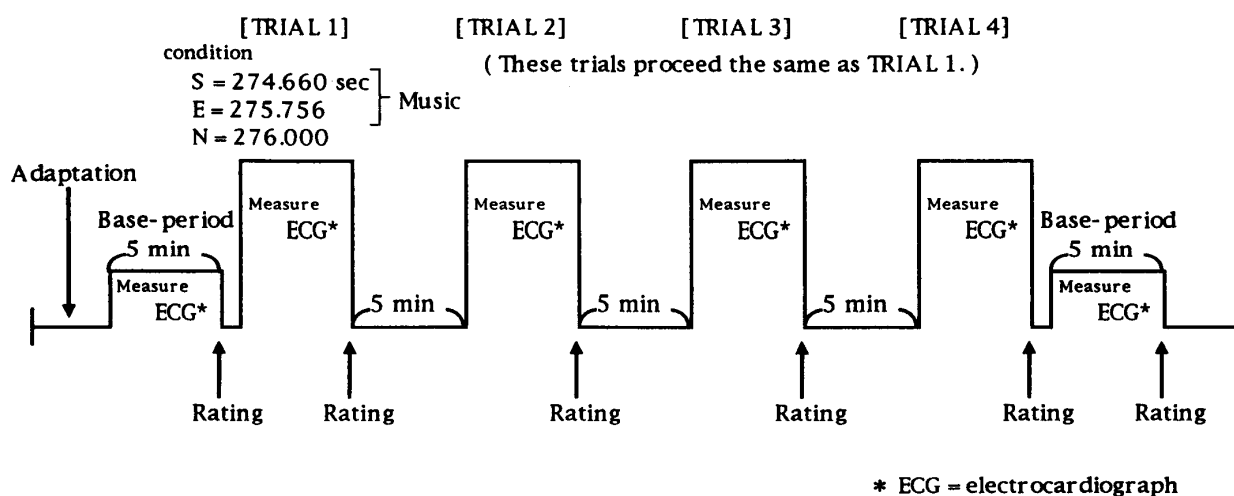 [TRIAL 1] [TRIAL 2] [TRIAL 3] [TRIAL 4]
condition
(These trials proceed the same as TRIAL 1.)
S = 274.660 sec
E = 275.756
Music
N = 276.000
Adaptation
Base-period
5 min
Measure
ECG*
Measure
ECG*
5 min
Measure
ECG*
5 min
Measure
ECG*
5 min
Measure
ECG*
Base-period
5 min
Measure
ECG*
Rating Rating Rating Rating Rating Rating
* ECG = electrocardiograph